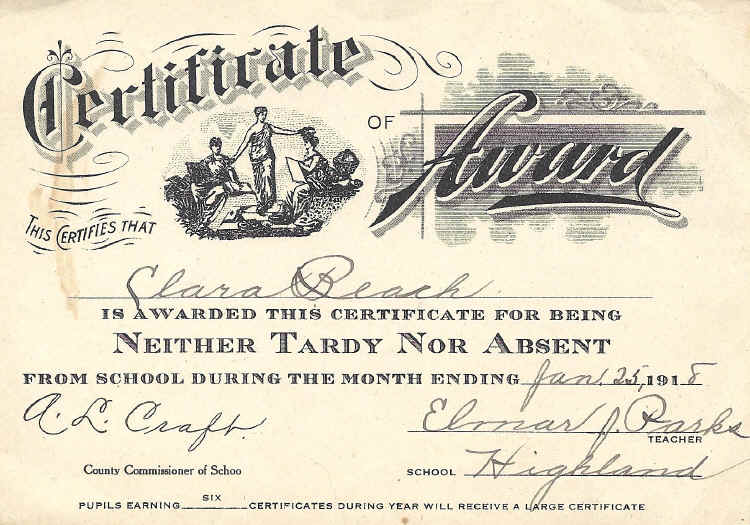 Certificate
OF
Award
THIS CERTIFIES THAT
Clara Beach
IS AWARDED THIS CERTIFICATE FOR BEING
NEITHER TARDY NOR ABSENT
FROM SCHOOL DURING THE MONTH ENDING Jan. 25, 1918
A. L. Craft.
Elmar J. Parks
TEACHER
County Commissioner of Schoo
SCHOOL Highland
PUPILS EARNING SIX CERTIFICATES DURING YEAR WILL RECEIVE A LARGE CERTIFICATE